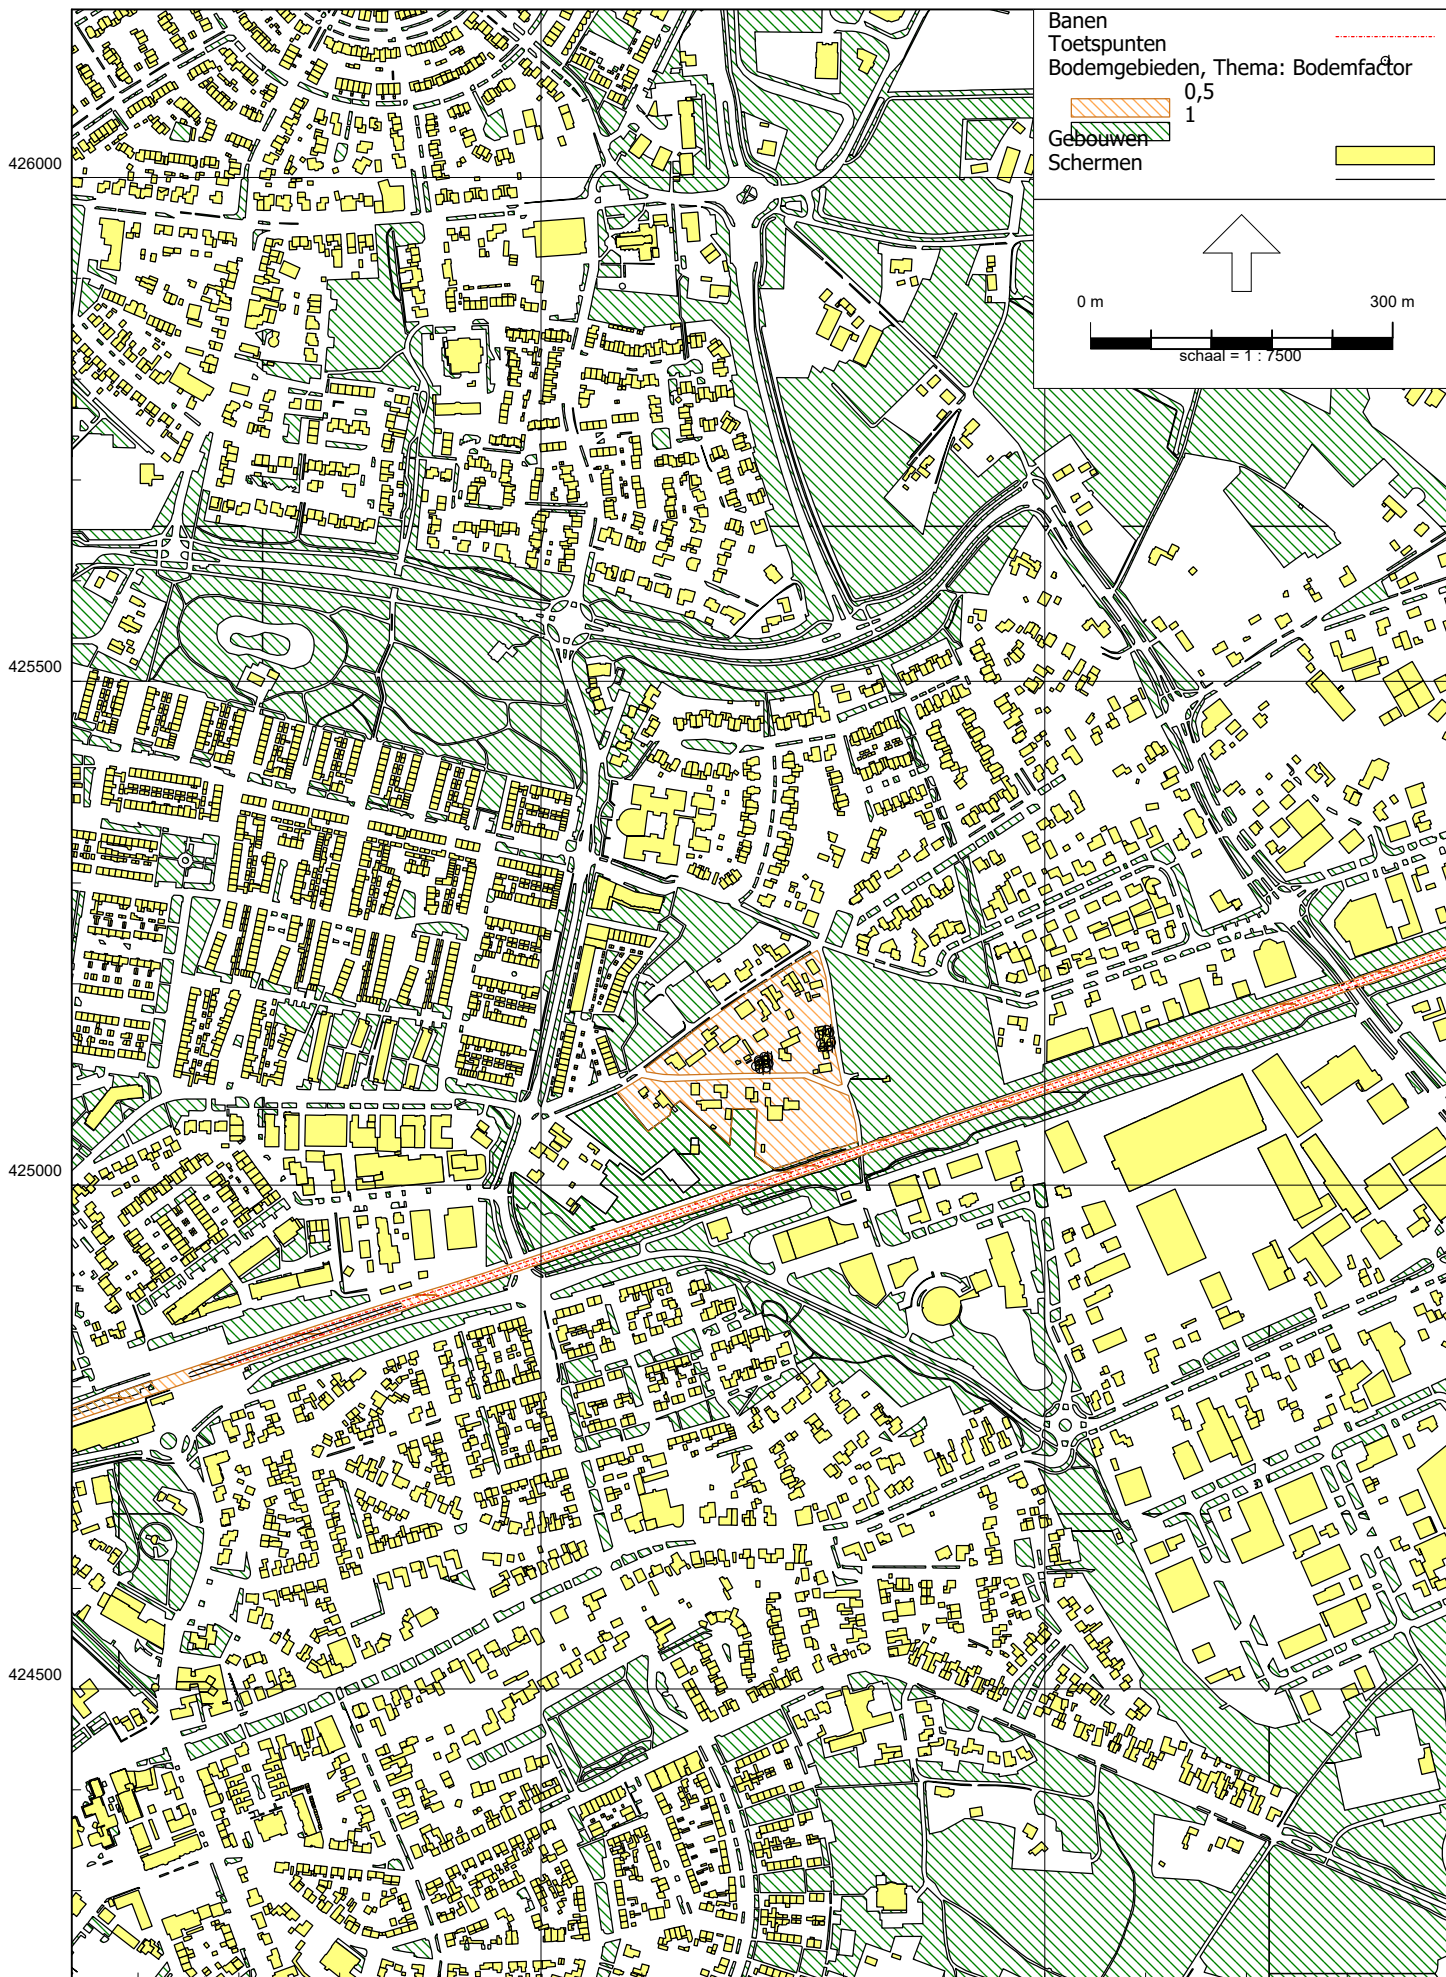 Banen
Toetspunten
Bodemgebieden, Thema: Bodemfactor
0,5
1
Gebouwen
Schermen
0 m 300 m
schaal = 1 : 7500
426000
425500
425000
424500